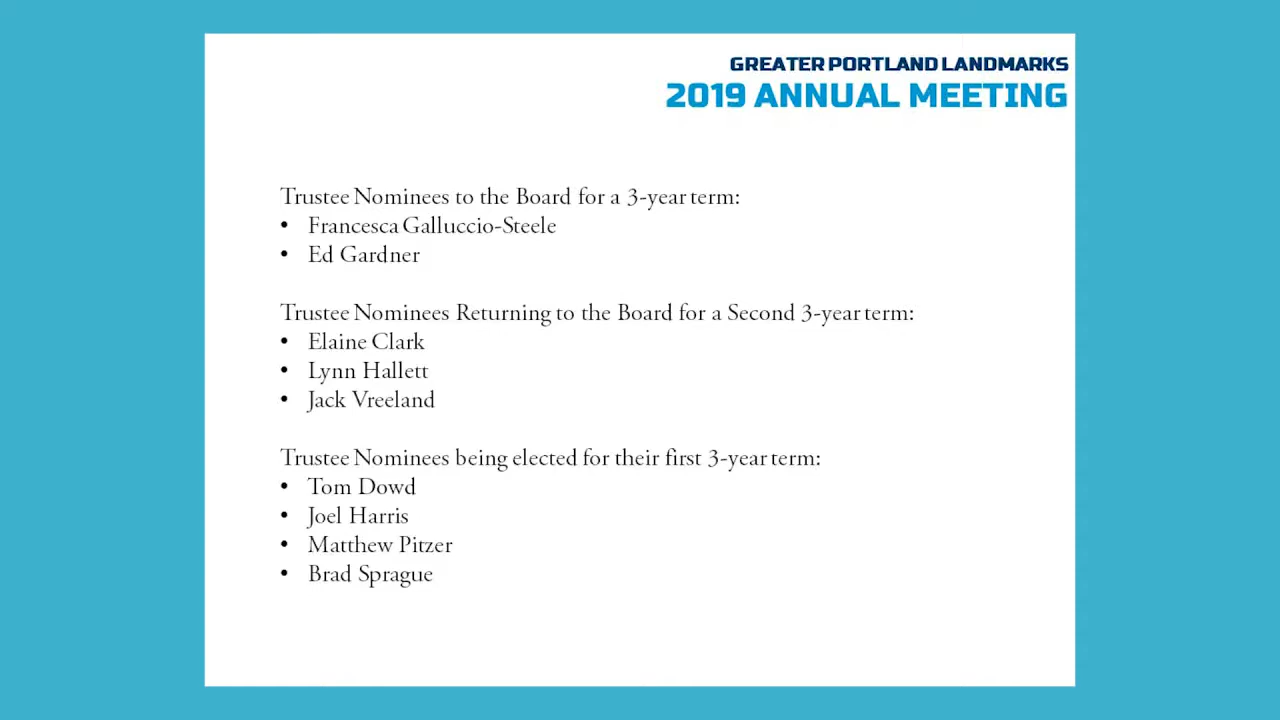 GREATER PORTLAND LANDMARKS
2019 ANNUAL MEETING
Trustee Nominees to the Board for a 3-year term:
• Francesca Galluccio-Steele
• Ed Gardner
Trustee Nominees Returning to the Board for a Second 3-year term:
• Elaine Clark
• Lynn Hallett
• Jack Vreeland
Trustee Nominees being elected for their first 3-year term:
• Tom Dowd
• Joel Harris
• Matthew Pitzer
• Brad Sprague